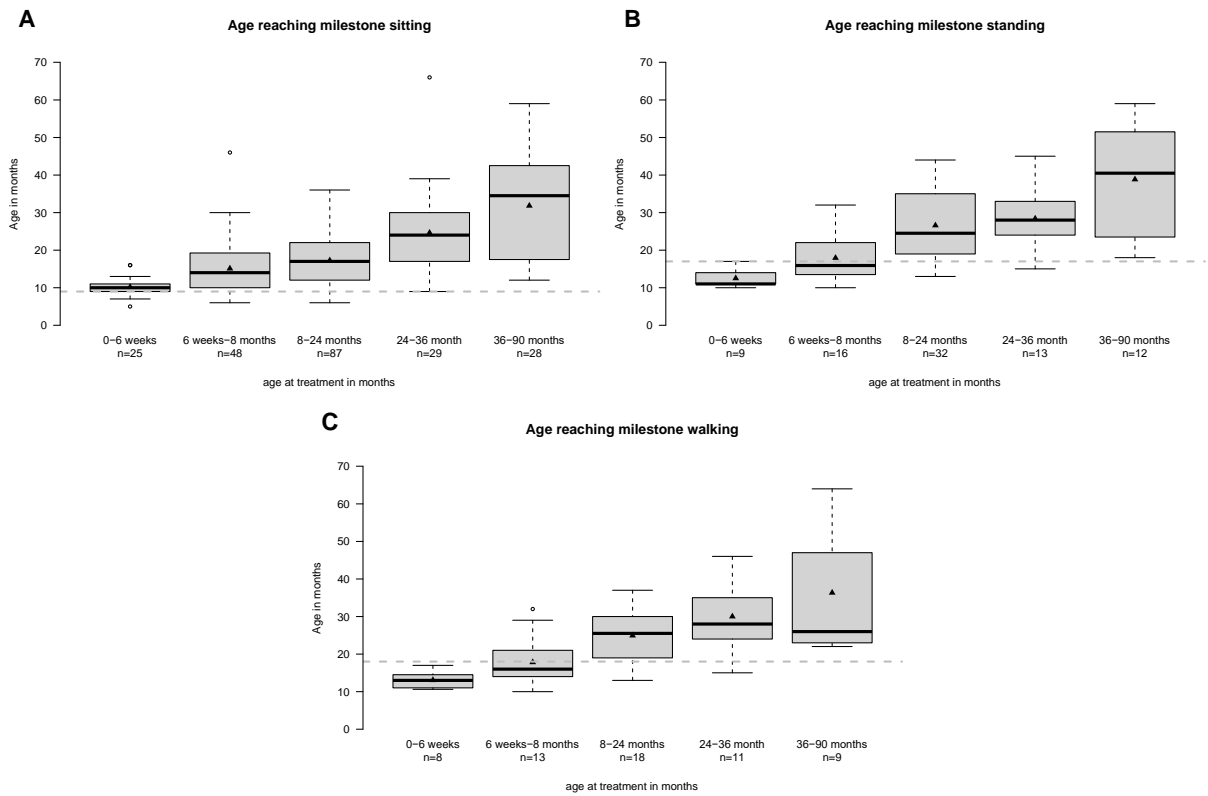 A
Age reaching milestone sitting
Age in months
70
60
50
40
30
20
10
0
0−6 weeks 6 weeks−8 months 8−24 months 24−36 month 36−90 months
n=25 n=48 n=87 n=29 n=28
age at treatment in months
B
Age reaching milestone standing
Age in months
70
60
50
40
30
20
10
0
0−6 weeks 6 weeks−8 months 8−24 months 24−36 month 36−90 months
n=9 n=16 n=32 n=13 n=12
age at treatment in months
C
Age reaching milestone walking
Age in months
70
60
50
40
30
20
10
0
0−6 weeks 6 weeks−8 months 8−24 months 24−36 month 36−90 months
n=8 n=13 n=18 n=11 n=9
age at treatment in months